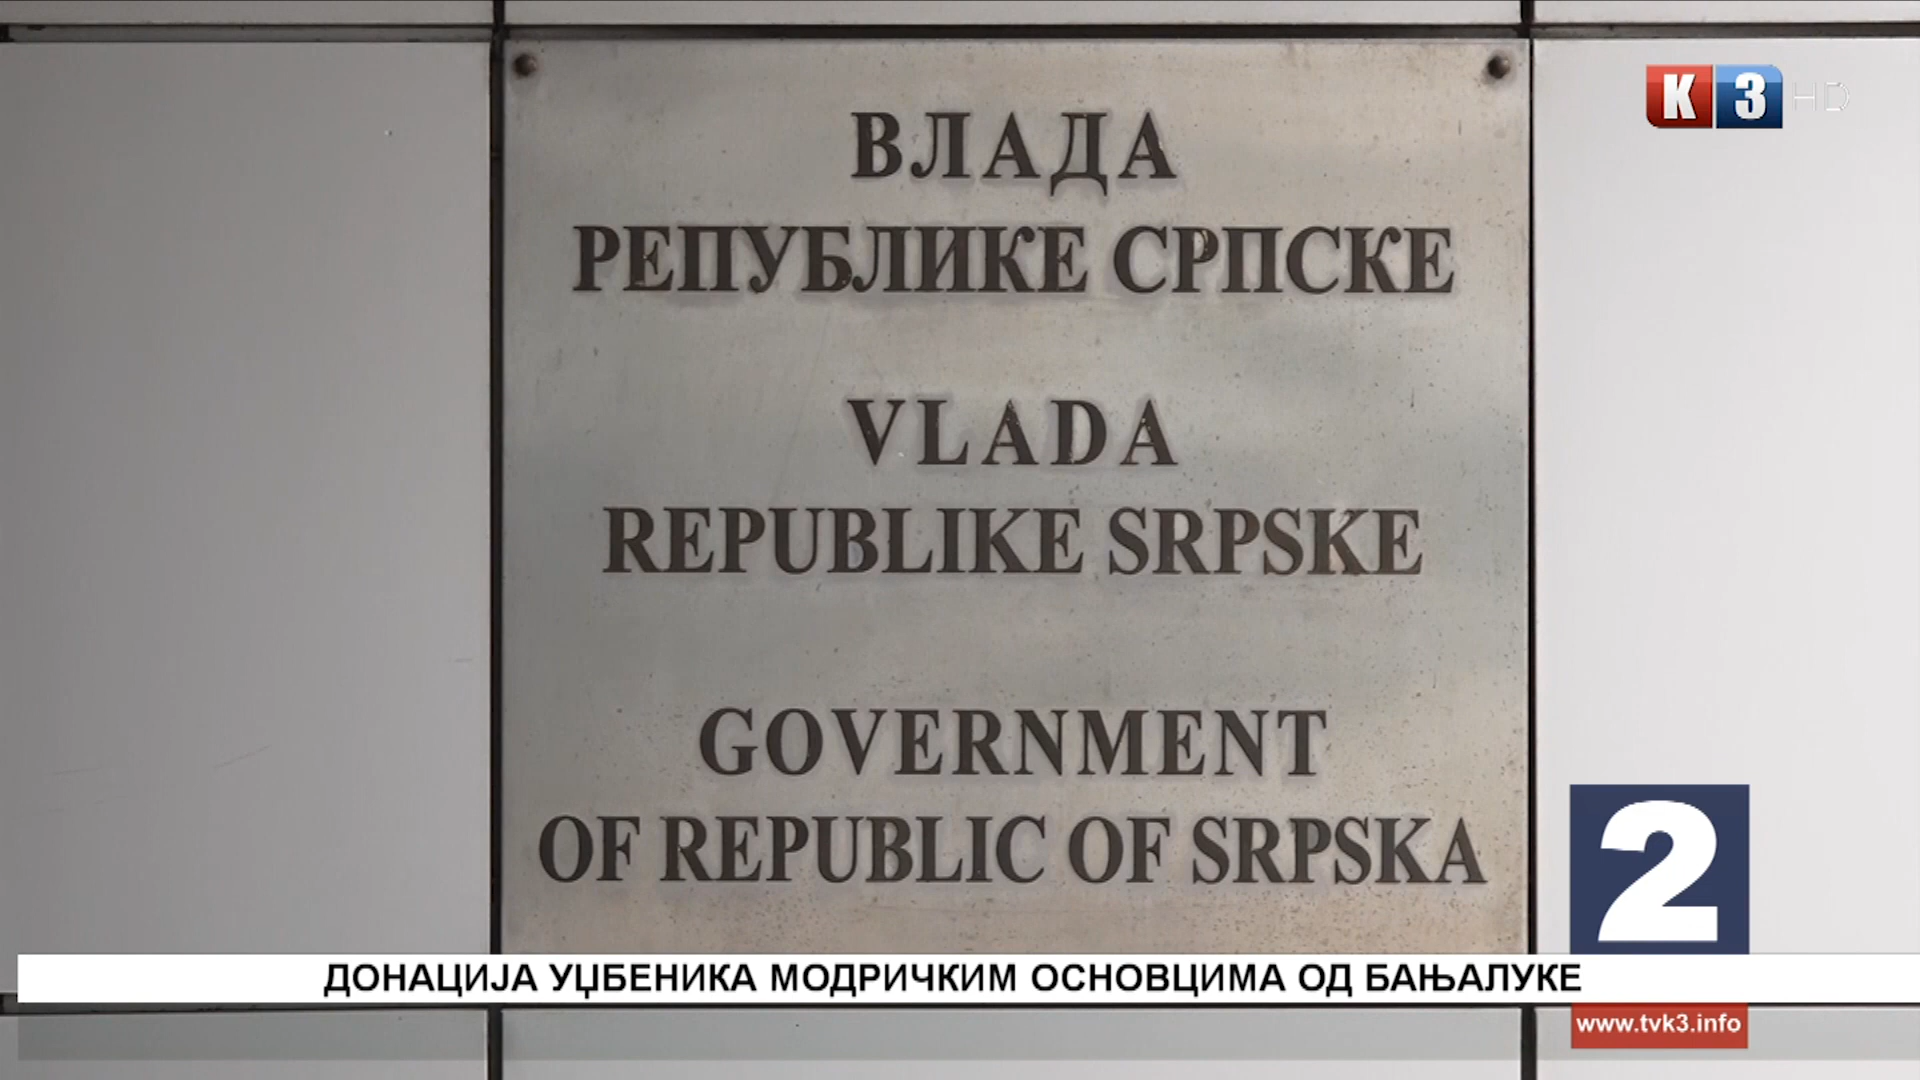 K3 HD
ВЛАДА
РЕПУБЛИКЕ СРПСКЕ
VLADA
REPUBLIKE SRPSKE
GOVERNMENT
OF REPUBLIC OF SRPSKA
2
ДОНАЦИЈА УЏБЕНИКА МОДРИЧКИМ ОСНОВЦИМА ОД БАЊАЛУКЕ
www.tvk3.info